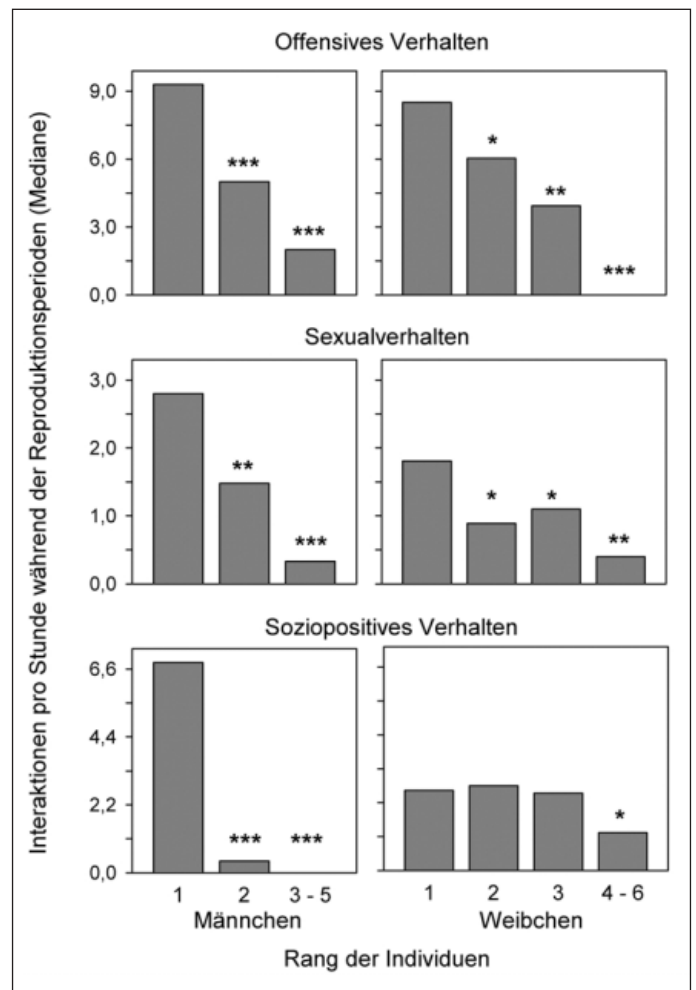 Offensives Verhalten
Interaktionen pro Stunde während der Reproduktionsperioden (Mediane)
9,0
6,0
3,0
0,0
***
***
*
**
***
Sexualverhalten
3,0
2,0
1,0
0,0
**
***
*
*
**
Soziopositives Verhalten
6,6
4,4
2,2
0,0
***
***
*
1 2 3 - 5
1 2 3 4 - 6
Männchen
Weibchen
Rang der Individuen